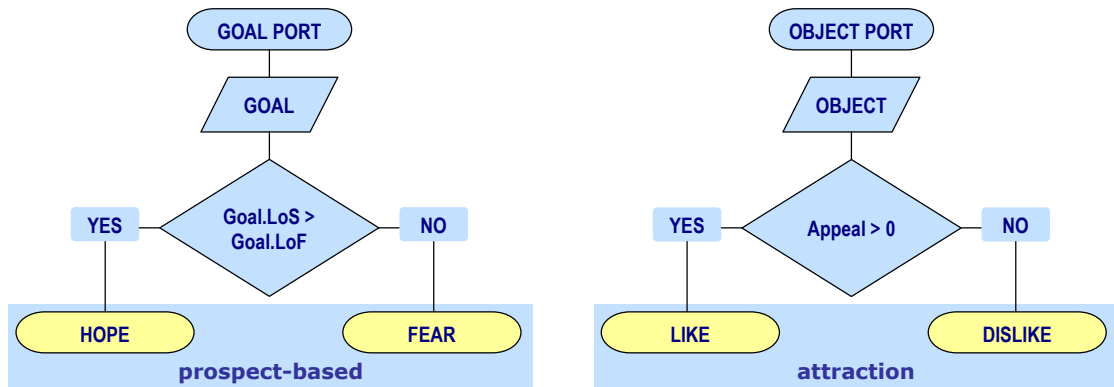 GOAL PORT
GOAL
YES
Goal.LoS >
Goal.LoF
NO
HOPE
FEAR
prospect-based
OBJECT PORT
OBJECT
YES
Appeal > 0
NO
LIKE
DISLIKE
attraction